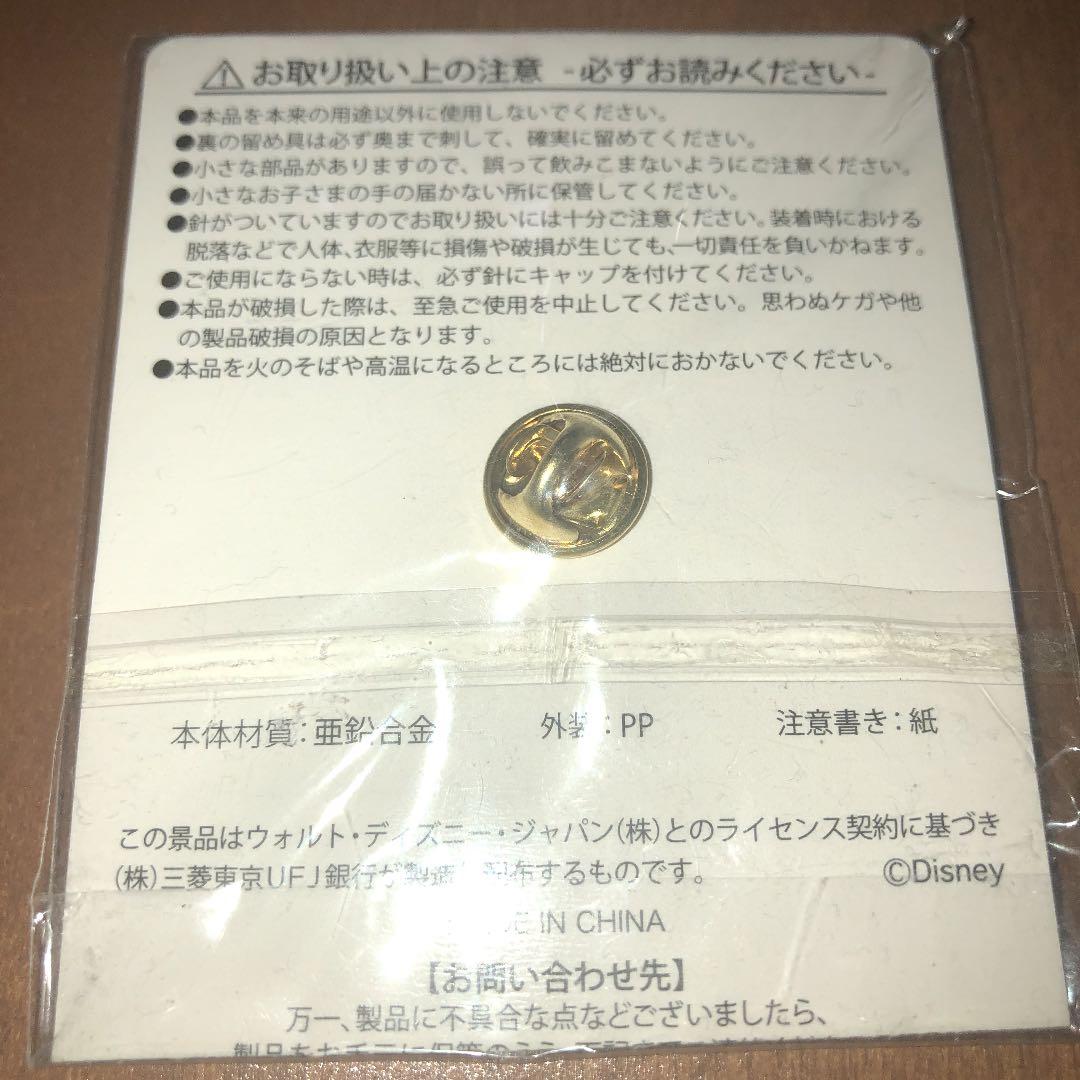 お取り扱い上の注意 -必ずお読みください-
●本品を本来の用途以外に使用しないでください。
●裏の留め具は必ず奥まで刺して、確実に留めてください。
●小さな部品がありますので、誤って飲みこまないようにご注意ください。
●小さなお子さまの手の届かない所に保管してください。
●針がついていますのでお取り扱いには十分ご注意ください。装着時における
脱落などで人体、衣服等に損傷や破損が生じても、一切責任を負いかねます。
●ご使用にならない時は、必ず針にキャップを付けてください。
●本品が破損した際は、至急ご使用を中止してください。思わぬケガや他
の製品破損の原因となります。
●本品を火のそばや高温になるところには絶対におかないでください。
本体材質：亜鉛合金 外装：PP 注意書き：紙
この景品はウォルト・ディズニー・ジャパン(株)とのライセンス契約に基づき
(株)三菱東京UFJ銀行が製造 配布するものです。 ©Disney
IN CHINA
【お問い合わせ先】
万一、製品に不具合な点などございましたら、